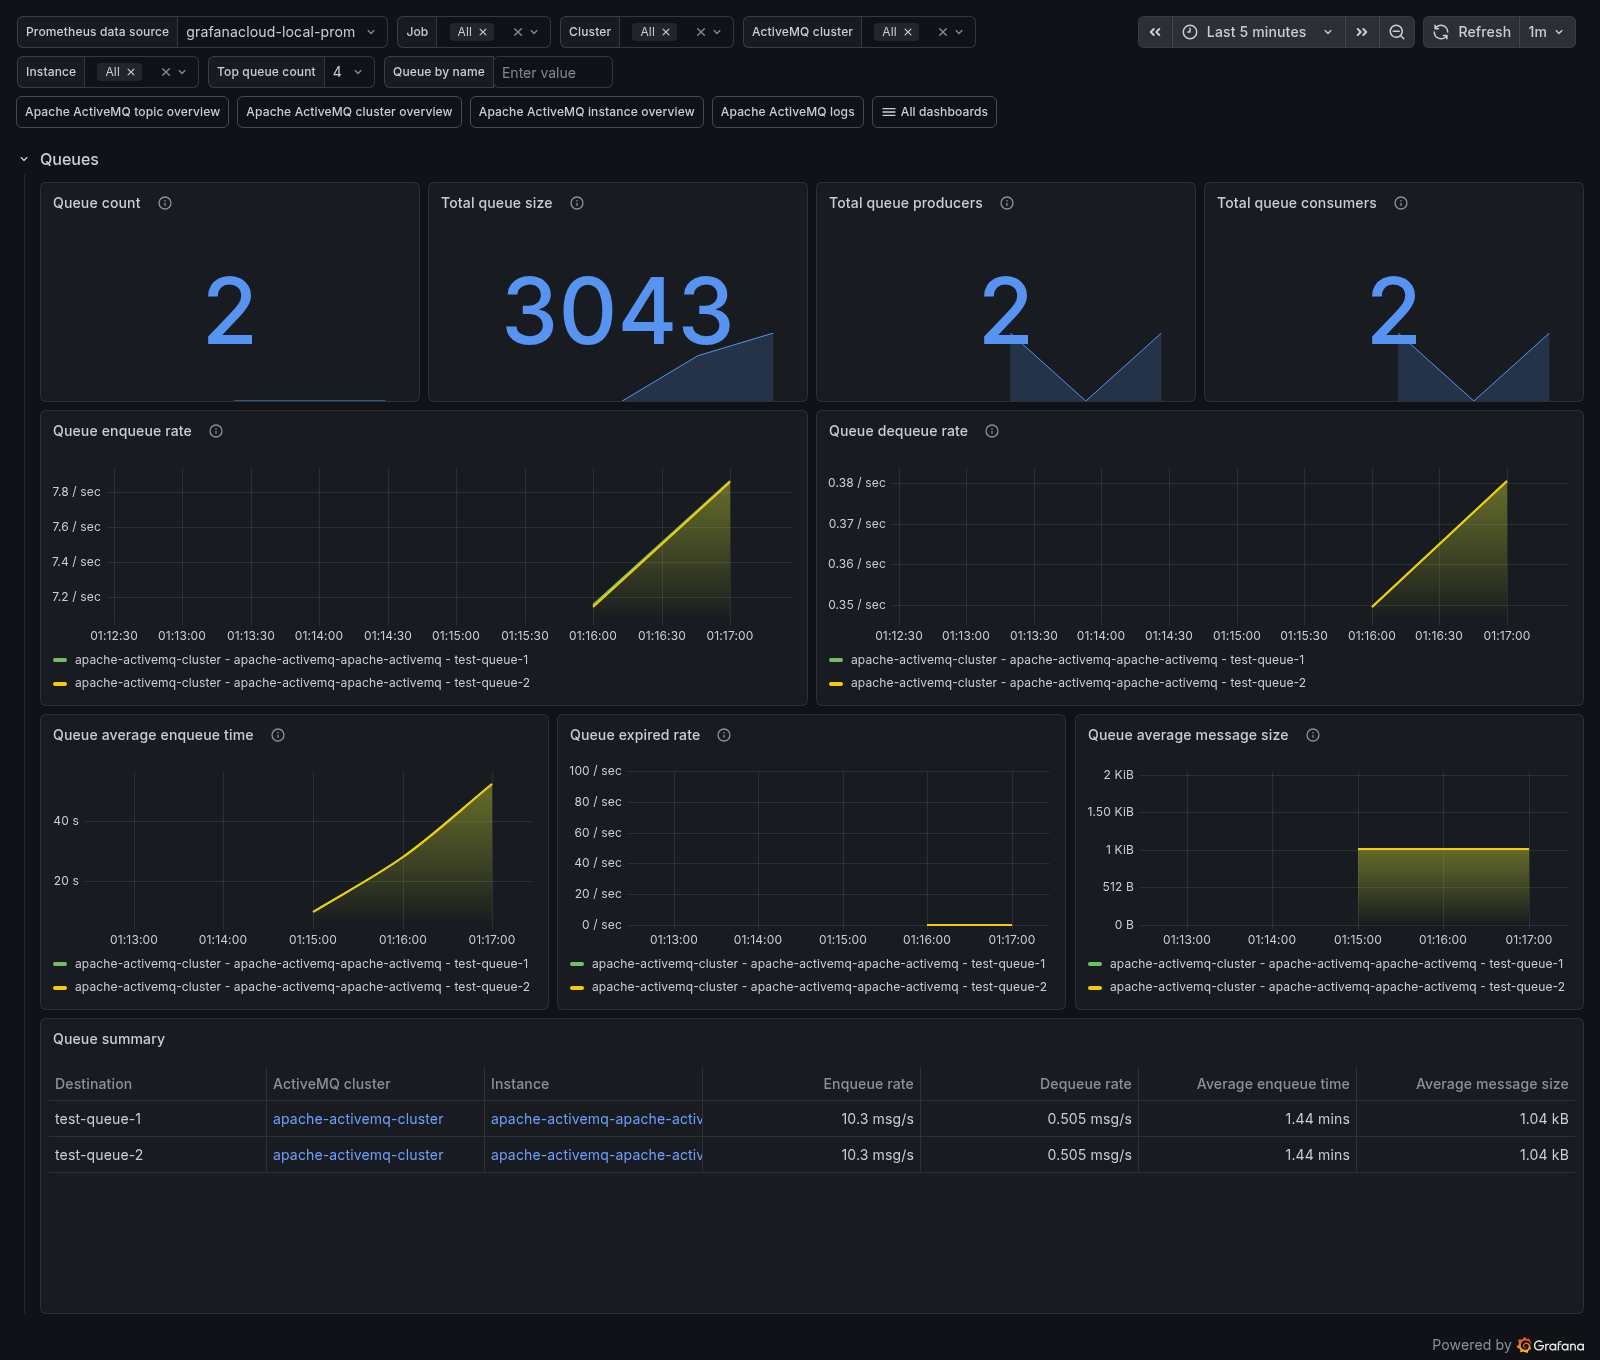 Prometheus data source grafanacloud-local-prom Job All Cluster All ActiveMQ cluster All Last 5 minutes Refresh 1m
Instance All Top queue count 4 Queue by name Enter value
Apache ActiveMQ topic overview Apache ActiveMQ cluster overview Apache ActiveMQ instance overview Apache ActiveMQ logs All dashboards
Queues
Queue count Total queue size Total queue producers Total queue consumers
2 3043 2 2
Queue enqueue rate
7.8 / sec
7.6 / sec
7.4 / sec
7.2 / sec
01:12:30 01:13:00 01:13:30 01:14:00 01:14:30 01:15:00 01:15:30 01:16:00 01:16:30 01:17:00
apache-activemq-cluster - apache-activemq-apache-activemq - test-queue-1
apache-activemq-cluster - apache-activemq-apache-activemq - test-queue-2
Queue dequeue rate
0.38 / sec
0.37 / sec
0.36 / sec
0.35 / sec
01:12:30 01:13:00 01:13:30 01:14:00 01:14:30 01:15:00 01:15:30 01:16:00 01:16:30 01:17:00
apache-activemq-cluster - apache-activemq-apache-activemq - test-queue-1
apache-activemq-cluster - apache-activemq-apache-activemq - test-queue-2
Queue average enqueue time
40 s
20 s
01:13:00 01:14:00 01:15:00 01:16:00 01:17:00
apache-activemq-cluster - apache-activemq-apache-activemq - test-queue-1
apache-activemq-cluster - apache-activemq-apache-activemq - test-queue-2
Queue expired rate
100 / sec
80 / sec
60 / sec
40 / sec
20 / sec
0 / sec
01:13:00 01:14:00 01:15:00 01:16:00 01:17:00
apache-activemq-cluster - apache-activemq-apache-activemq - test-queue-1
apache-activemq-cluster - apache-activemq-apache-activemq - test-queue-2
Queue average message size
2 KiB
1.50 KiB
1 KiB
512 B
0 B
01:13:00 01:14:00 01:15:00 01:16:00 01:17:00
apache-activemq-cluster - apache-activemq-apache-activemq - test-queue-1
apache-activemq-cluster - apache-activemq-apache-activemq - test-queue-2
Queue summary
Destination ActiveMQ cluster Instance Enqueue rate Dequeue rate Average enqueue time Average message size
test-queue-1 apache-activemq-cluster apache-activemq-apache-activ 10.3 msg/s 0.505 msg/s 1.44 mins 1.04 kB
test-queue-2 apache-activemq-cluster apache-activemq-apache-activ 10.3 msg/s 0.505 msg/s 1.44 mins 1.04 kB
Powered by Grafana